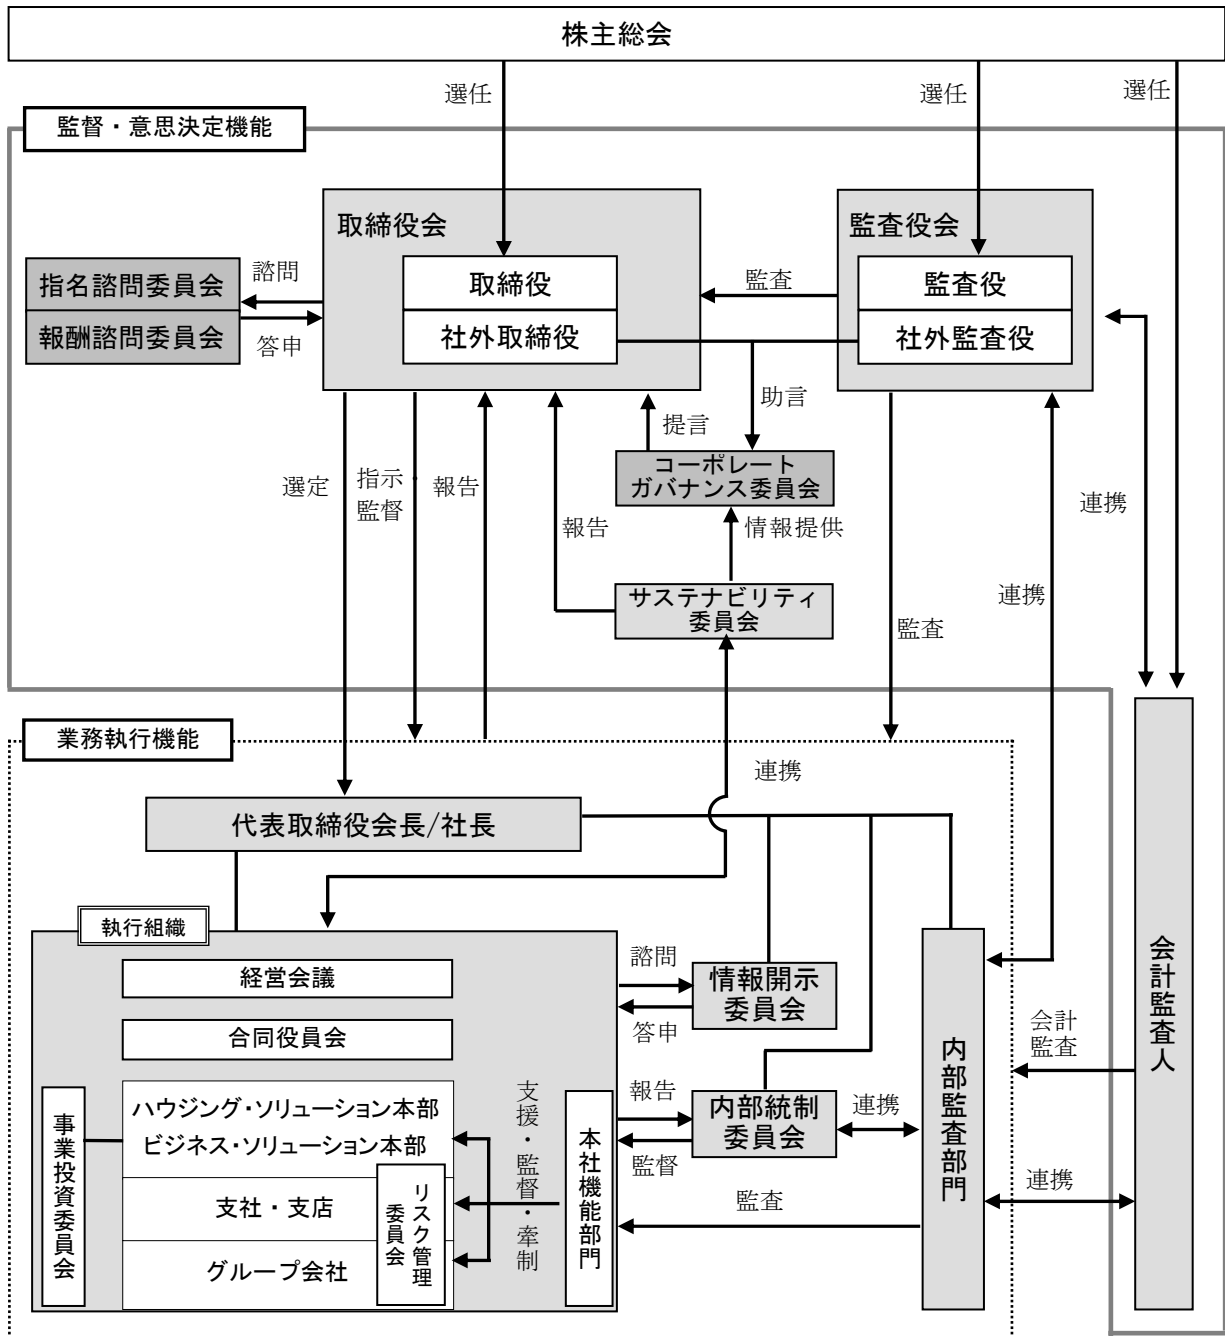 株主総会
選任
選任
選任
監督・意思決定機能
取締役会
監査役会
取締役
社外取締役
監査役
社外監査役
指名諮問委員会
報酬諮問委員会
諮問
答申
監査
助言
提言
コーポレート
ガバナンス委員会
選定
指示
監督
報告
報告
情報提供
サステナビリティ
委員会
監査
連携
連携
業務執行機能
連携
代表取締役会長/社長
執行組織
経営会議
合同役員会
ハウジング・ソリューション本部
ビジネス・ソリューション本部
支社・支店
グループ会社
事業投資委員会
リスク管理
委員会
支援・監督・牽制
本社機能部門
諮問
答申
情報開示
委員会
報告
監督
内部統制
委員会
連携
監査
内部監査部門
会計
監査
連携
会計監査人